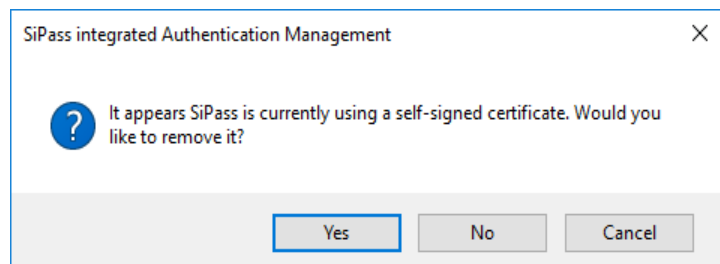 SiPass integrated Authentication Management
It appears SiPass is currently using a self-signed certificate. Would you
like to remove it?
Yes
No
Cancel